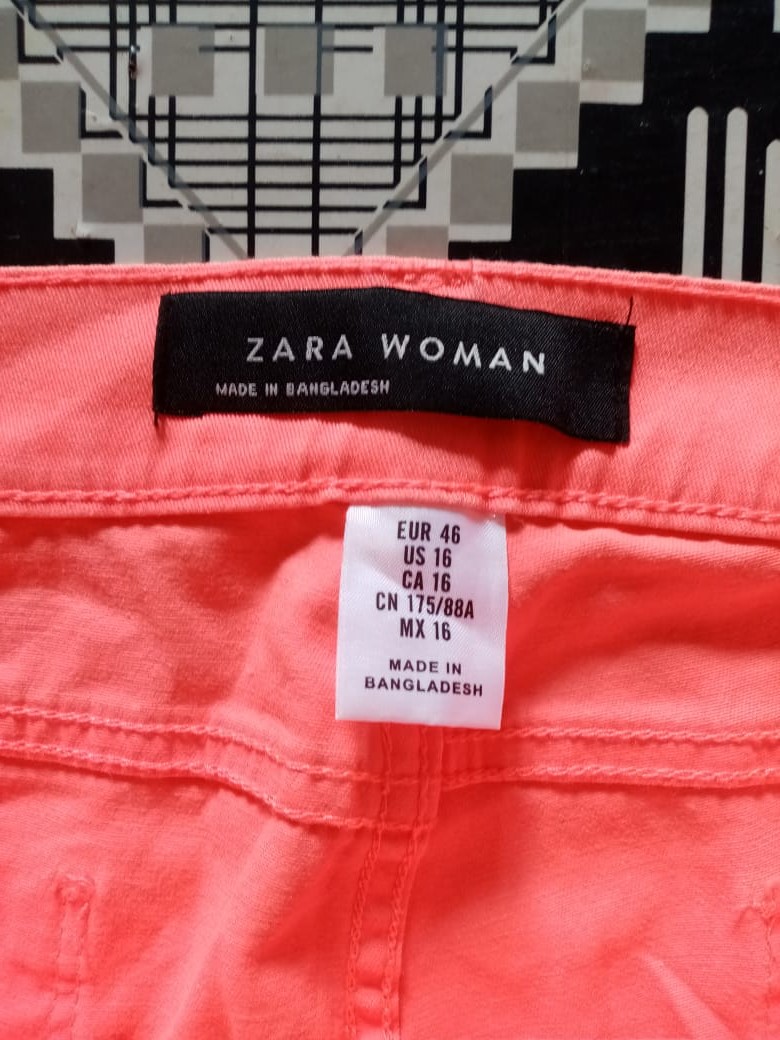 ZARA WOMAN
MADE IN BANGLADESH
EUR 46
US 16
CA 16
CN 175/88A
MX 16
MADE IN
BANGLADESH